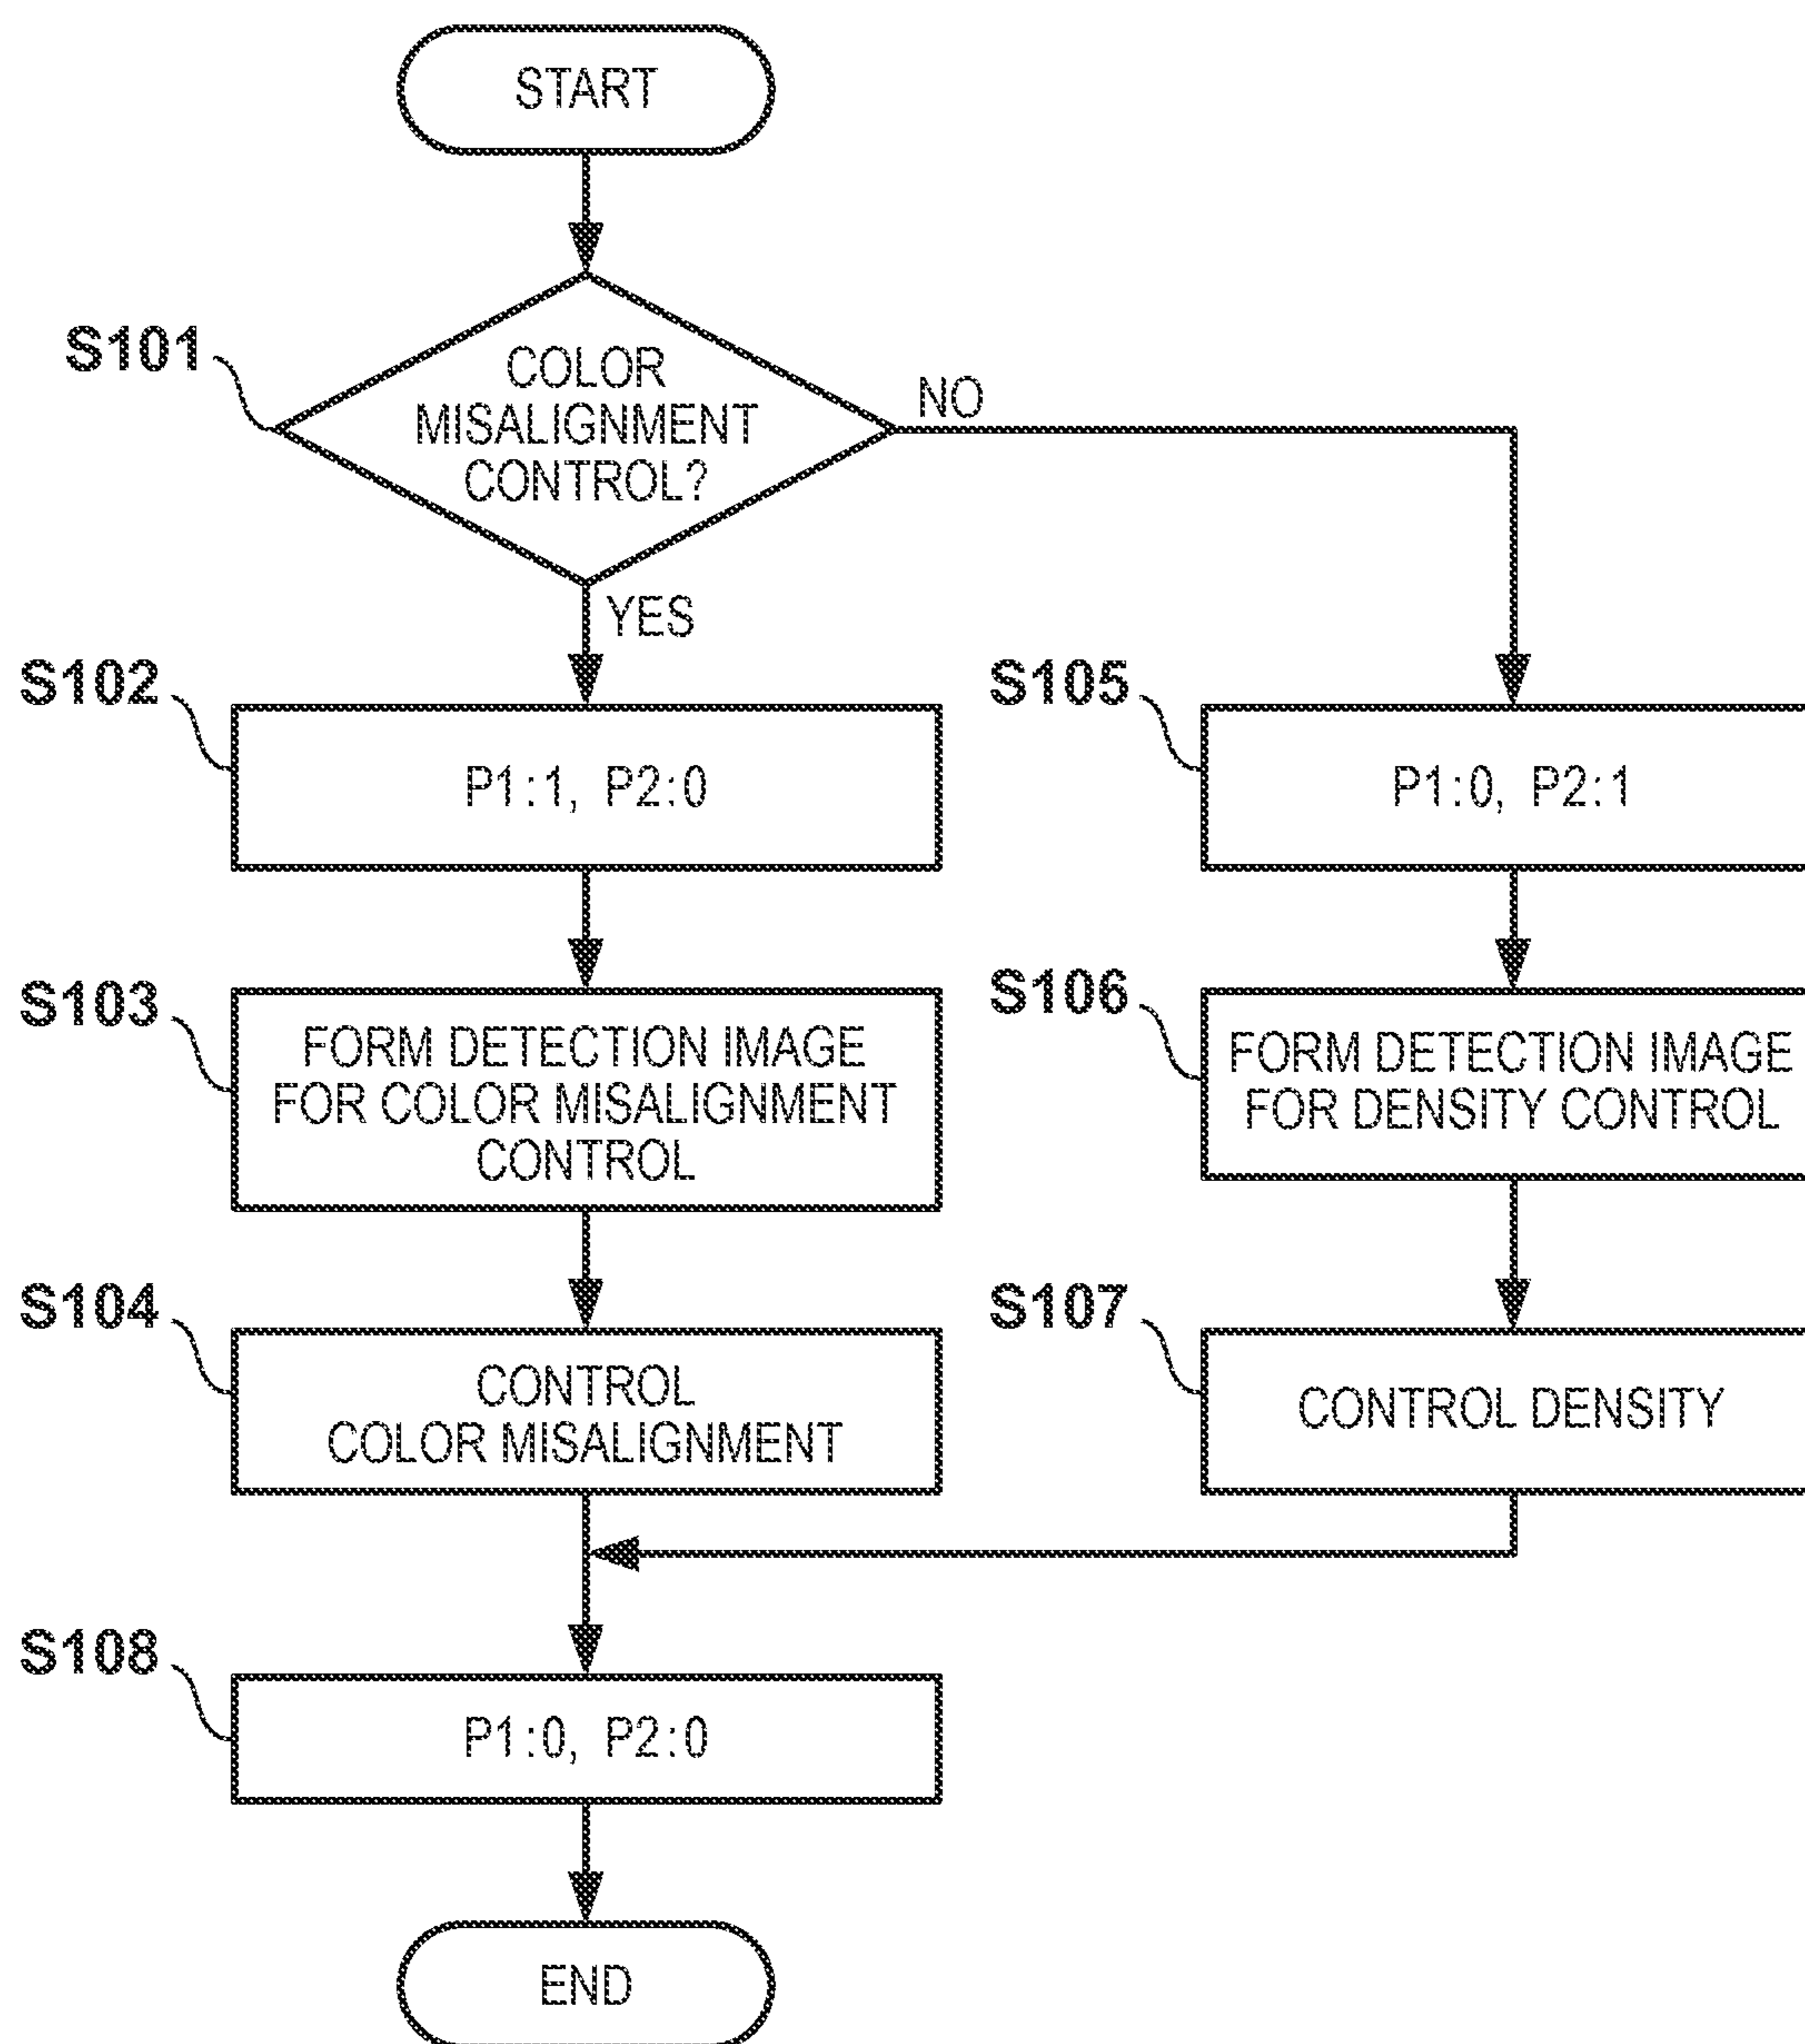 START
S101
COLOR
MISALIGNMENT
CONTROL?
NO
YES
S102
P1:1, P2:0
S105
P1:0, P2:1
S103
FORM DETECTION IMAGE
FOR COLOR MISALIGNMENT
CONTROL
S106
FORM DETECTION IMAGE
FOR DENSITY CONTROL
S104
CONTROL
COLOR MISALIGNMENT
S107
CONTROL DENSITY
S108
P1:0, P2:0
END